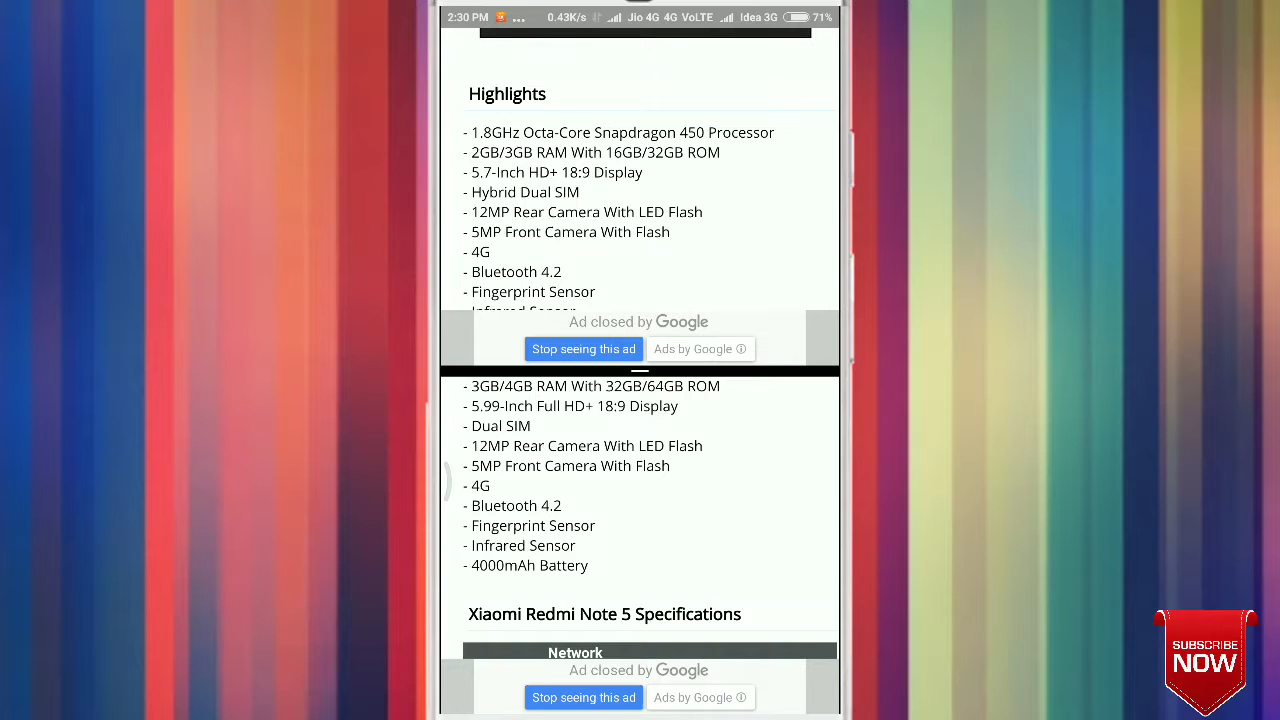 2:30 PM ... 0.43K/s Jio 4G 4G VoLTE Idea 3G 71%
Highlights
- 1.8GHz Octa-Core Snapdragon 450 Processor
- 2GB/3GB RAM With 16GB/32GB ROM
- 5.7-Inch HD+ 18:9 Display
- Hybrid Dual SIM
- 12MP Rear Camera With LED Flash
- 5MP Front Camera With Flash
- 4G
- Bluetooth 4.2
- Fingerprint Sensor
- Infrared Sensor
Ad closed by Google
Stop seeing this ad Ads by Google
- 3GB/4GB RAM With 32GB/64GB ROM
- 5.99-Inch Full HD+ 18:9 Display
- Dual SIM
- 12MP Rear Camera With LED Flash
- 5MP Front Camera With Flash
- 4G
- Bluetooth 4.2
- Fingerprint Sensor
- Infrared Sensor
- 4000mAh Battery
Xiaomi Redmi Note 5 Specifications
Network
Ad closed by Google
Stop seeing this ad Ads by Google
SUBSCRIBE
NOW